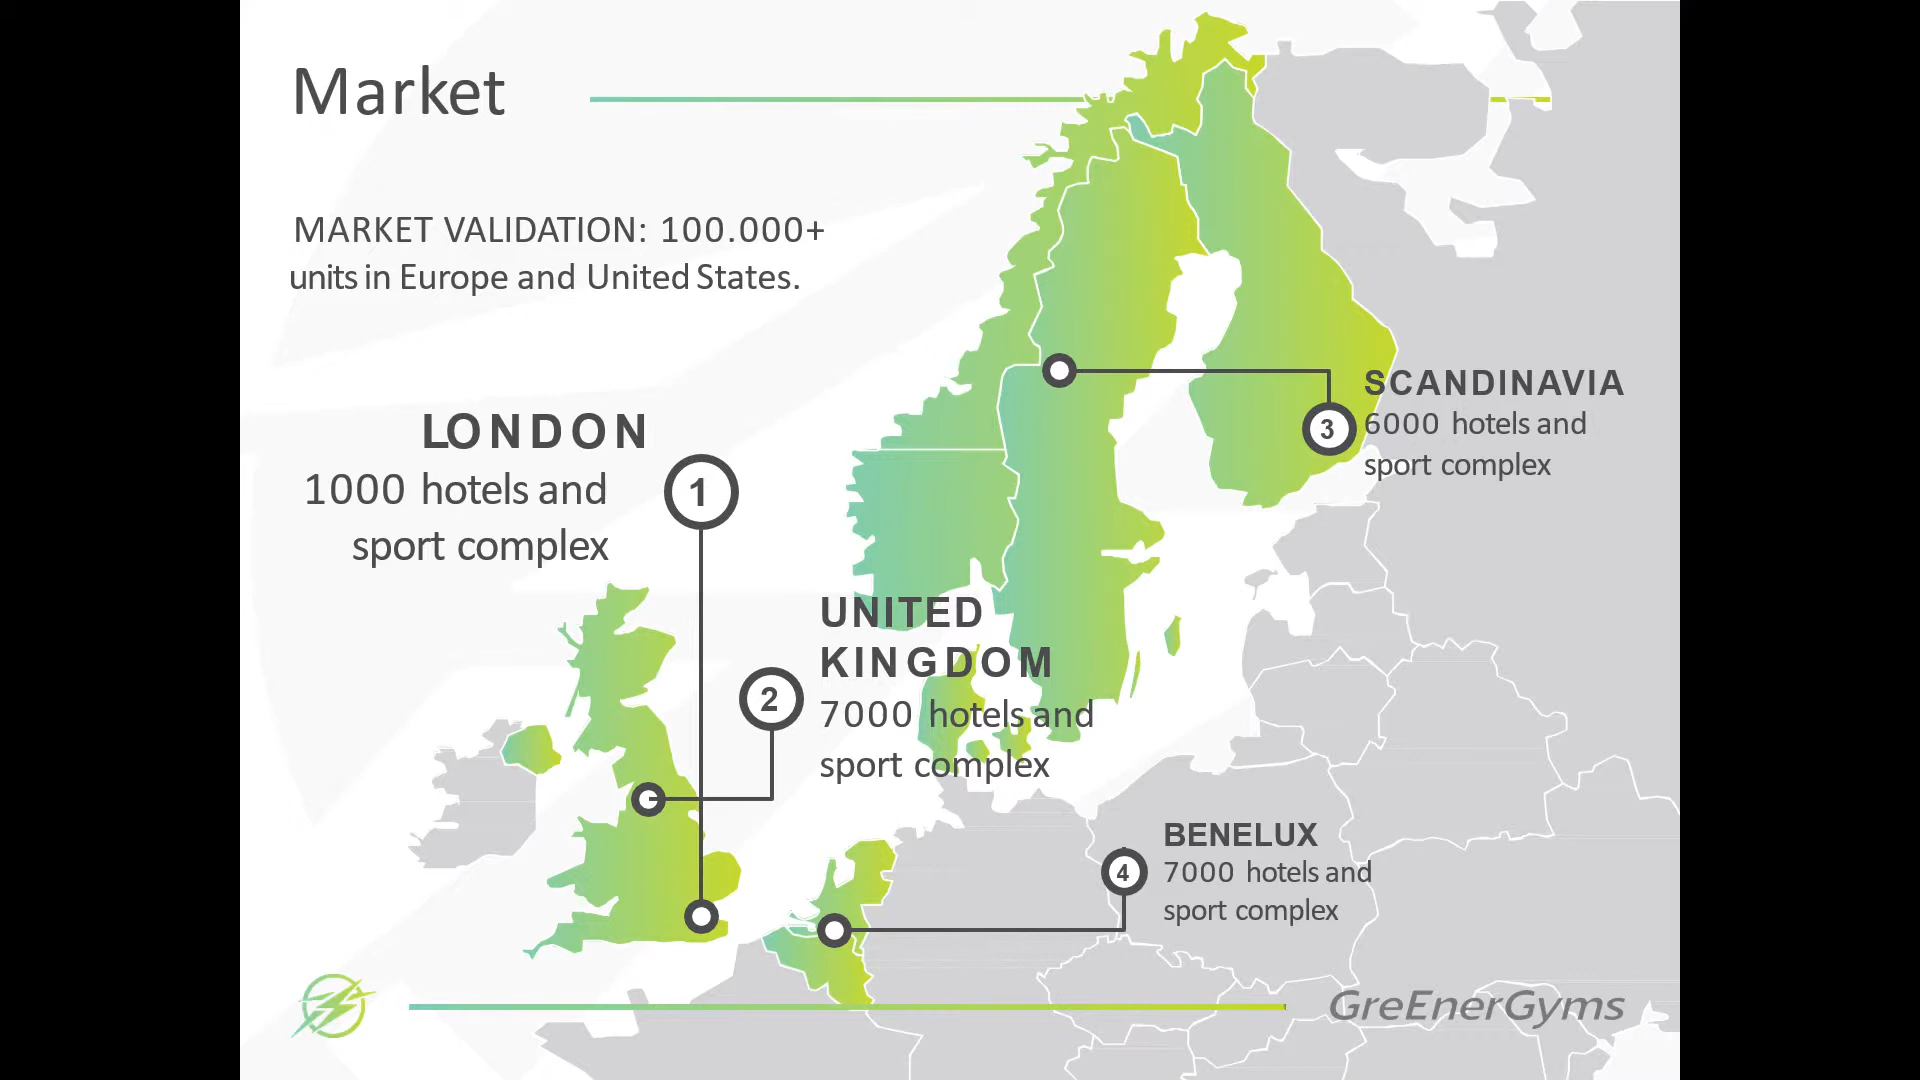 Market
MARKET VALIDATION: 100.000+
units in Europe and United States.
LONDON
1000 hotels and
sport complex
1
UNITED
KINGDOM
7000 hotels and
sport complex
2
SCANDINAVIA
6000 hotels and
sport complex
3
BENELUX
7000 hotels and
sport complex
4
GreEnerGyms